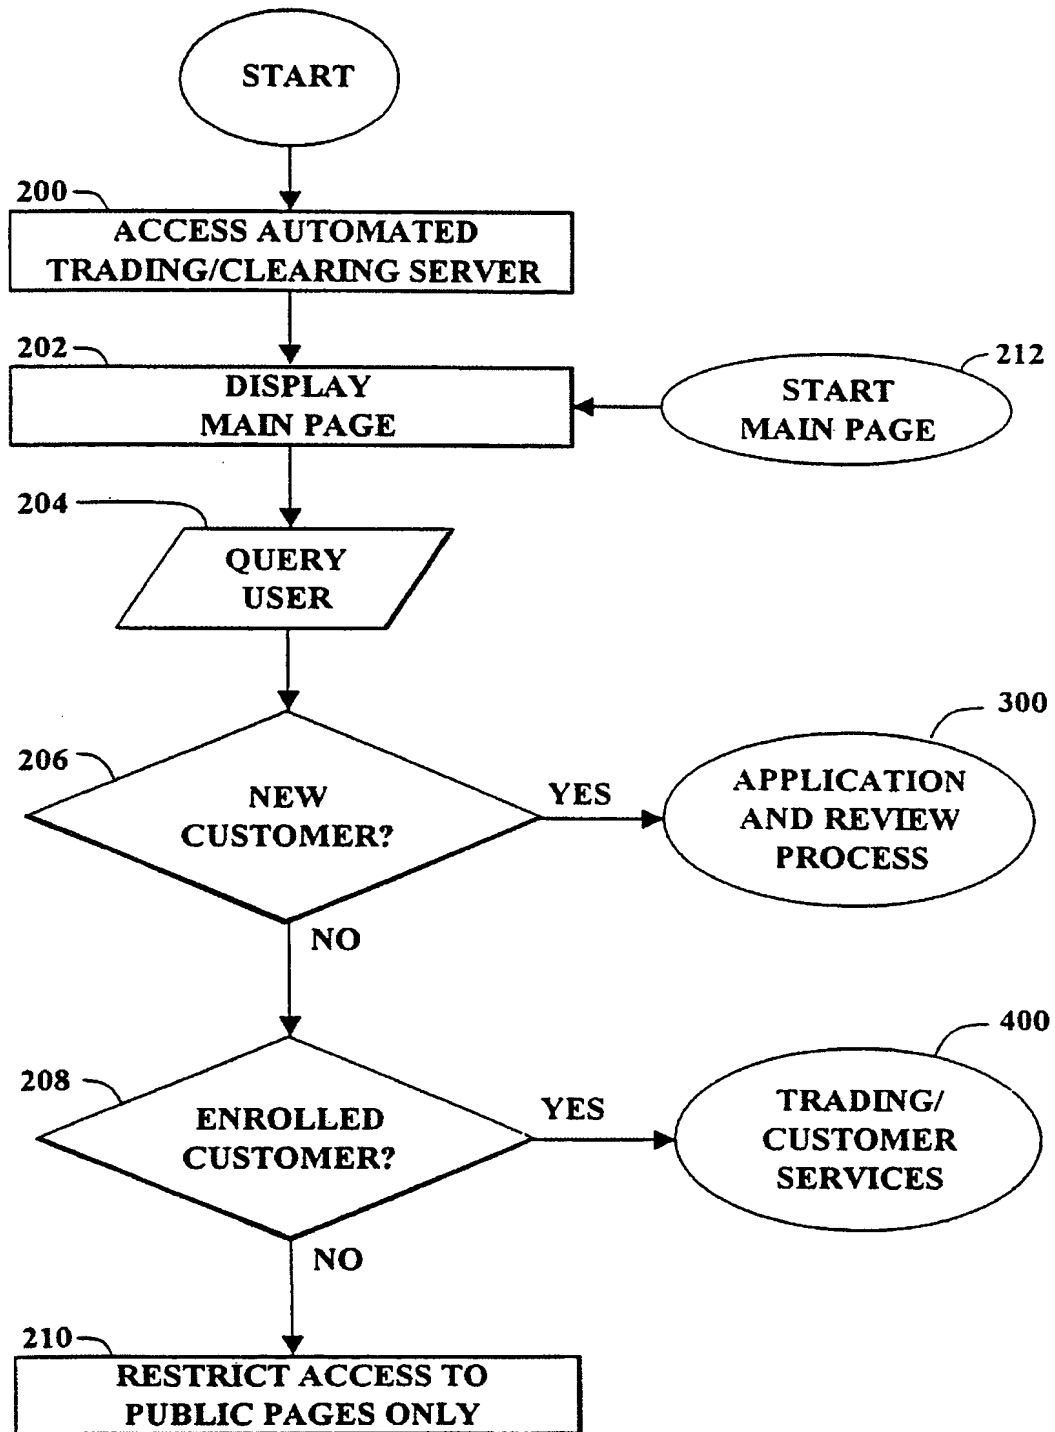 START
200
ACCESS AUTOMATED
TRADING/CLEARING SERVER
202
DISPLAY
MAIN PAGE
212
START
MAIN PAGE
204
QUERY
USER
206
NEW
CUSTOMER?
YES
300
APPLICATION
AND REVIEW
PROCESS
NO
208
ENROLLED
CUSTOMER?
YES
400
TRADING/
CUSTOMER
SERVICES
NO
210
RESTRICT ACCESS TO
PUBLIC PAGES ONLY